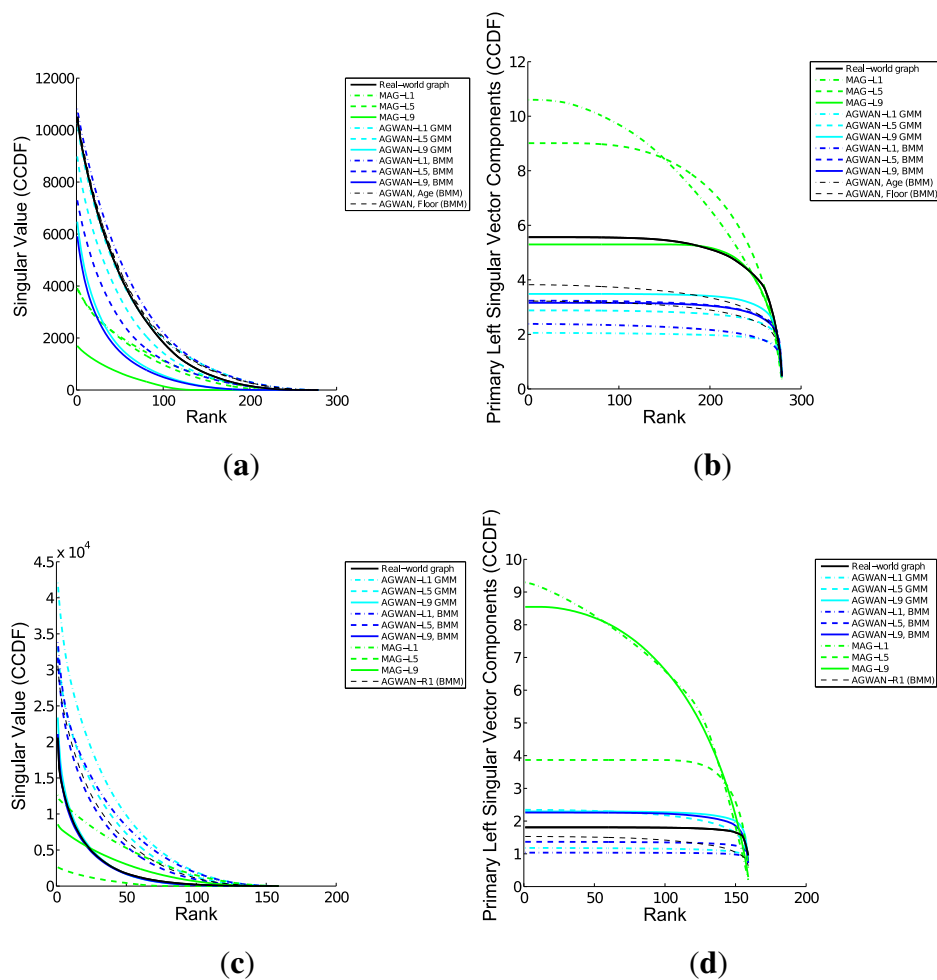 12000
10000
8000
6000
4000
2000
0
0 100 200 300
Singular Value (CCDF)
Rank
Real-world graph
MAG-L1
MAG-L5
MAG-L9
AGWAN-L1 GMM
AGWAN-L5 GMM
AGWAN-L9 GMM
AGWAN-L1, BMM
AGWAN-L5, BMM
AGWAN-L9, BMM
AGWAN, Age (BMM)
AGWAN, Floor (BMM)
(a)
12
10
8
6
4
2
0
0 100 200 300
Primary Left Singular Vector Components (CCDF)
Rank
Real-world graph
MAG-L1
MAG-L5
MAG-L9
AGWAN-L1 GMM
AGWAN-L5 GMM
AGWAN-L9 GMM
AGWAN-L1, BMM
AGWAN-L5, BMM
AGWAN-L9, BMM
AGWAN, Age (BMM)
AGWAN, Floor (BMM)
(b)
x 10⁴
4.5
4
3.5
3
2.5
2
1.5
1
0.5
0
0 50 100 150 200
Singular Value (CCDF)
Rank
Real-world graph
AGWAN-L1 GMM
AGWAN-L5 GMM
AGWAN-L9 GMM
AGWAN-L1, BMM
AGWAN-L5, BMM
AGWAN-L9, BMM
MAG-L1
MAG-L5
MAG-L9
AGWAN-R1 (BMM)
(c)
10
9
8
7
6
5
4
3
2
1
0
0 50 100 150 200
Primary Left Singular Vector Components (CCDF)
Rank
Real-world graph
AGWAN-L1 GMM
AGWAN-L5 GMM
AGWAN-L9 GMM
AGWAN-L1, BMM
AGWAN-L5, BMM
AGWAN-L9, BMM
MAG-L1
MAG-L5
MAG-L9
AGWAN-R1 (BMM)
(d)